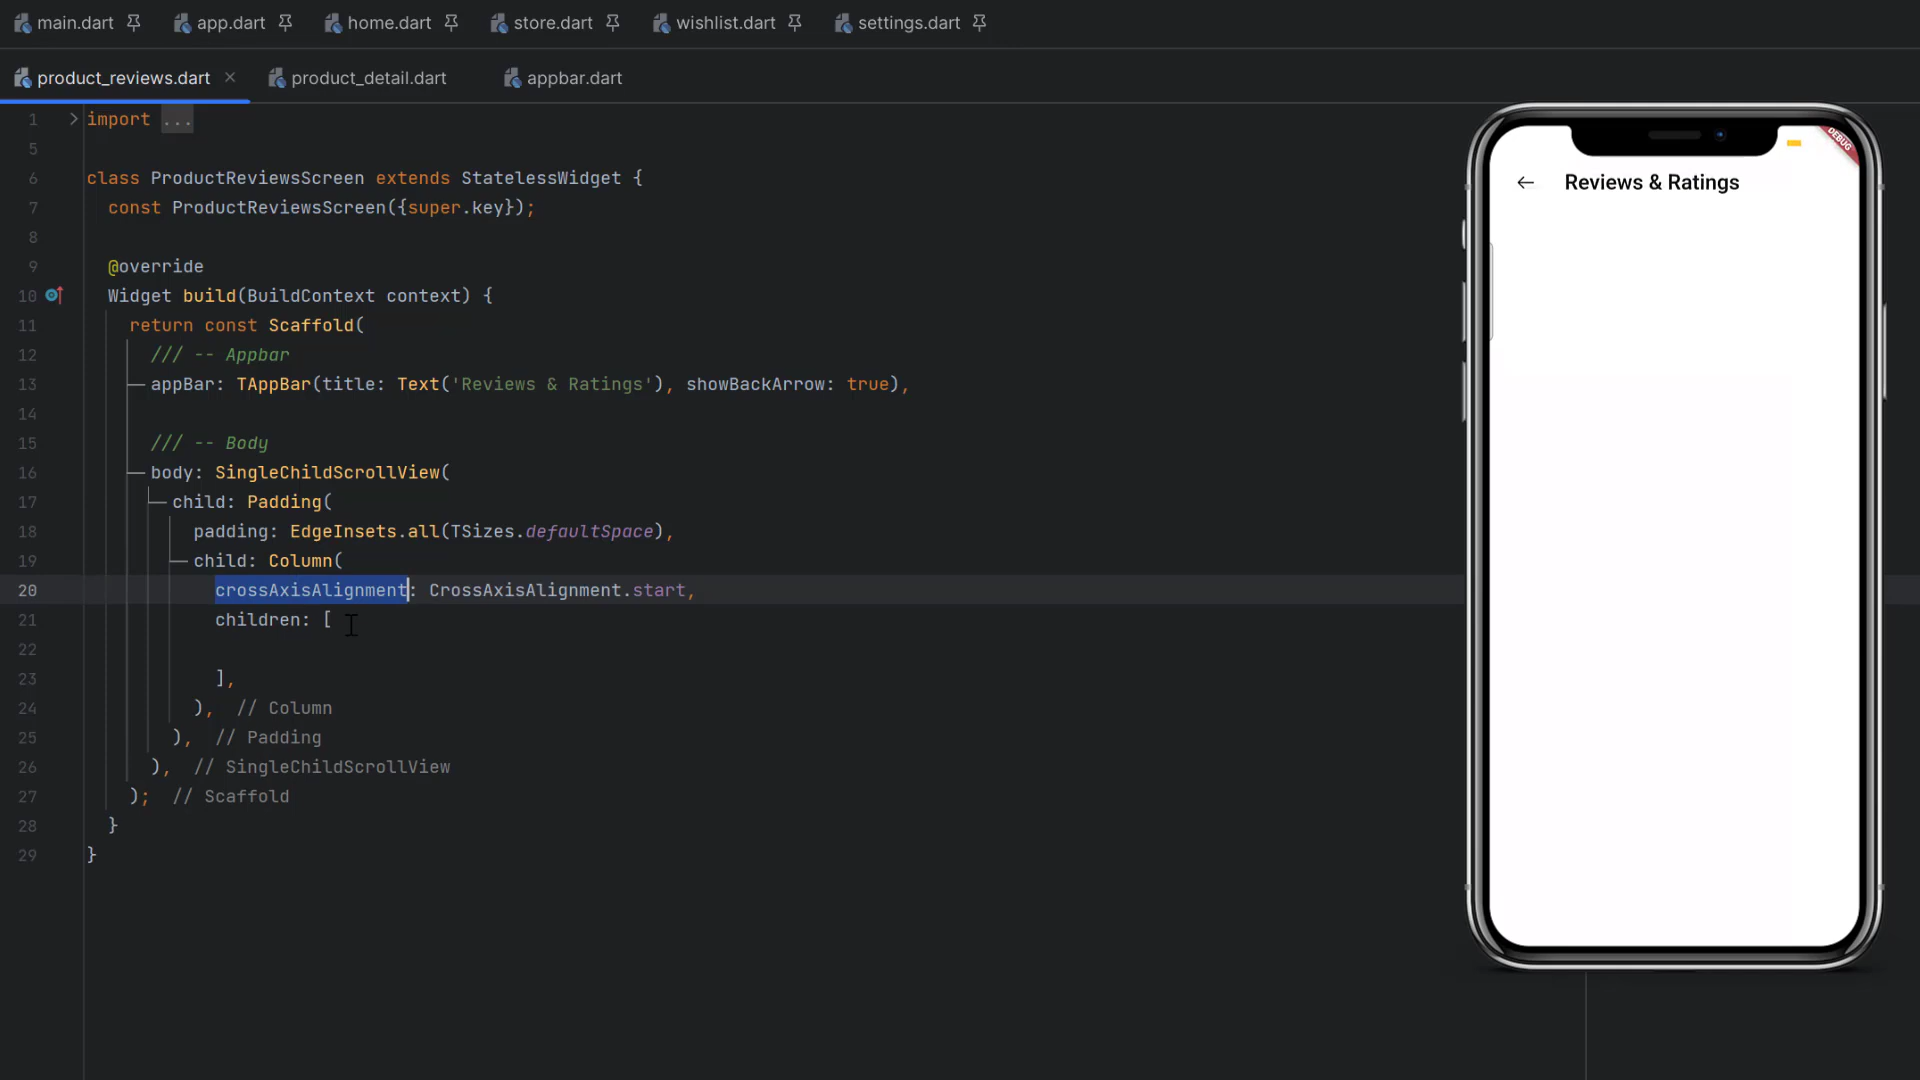 main.dart app.dart home.dart store.dart wishlist.dart settings.dart
product_reviews.dart product_detail.dart appbar.dart
1 import ...
5
6 class ProductReviewsScreen extends StatelessWidget {
7 const ProductReviewsScreen({super.key});
8
9 @override
10 Widget build(BuildContext context) {
11 return const Scaffold(
12 /// -- Appbar
13 appBar: TAppBar(title: Text('Reviews & Ratings'), showBackArrow: true),
14
15 /// -- Body
16 body: SingleChildScrollView(
17 child: Padding(
18 padding: EdgeInsets.all(TSizes.defaultSpace),
19 child: Column(
20 crossAxisAlignment: CrossAxisAlignment.start,
21 children: [
22
23 ],
24 ), // Column
25 ), // Padding
26 ), // SingleChildScrollView
27 ); // Scaffold
28 }
29 }
DEBUG
Reviews & Ratings